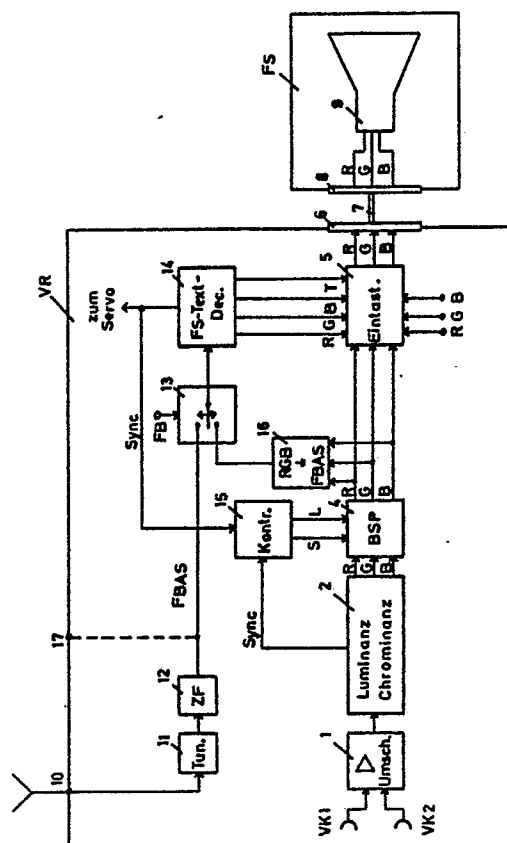 VR
FS
10
17
11
Tun.
12
ZF
FBAS
Sync
zum
Servo
FB
13
14
FS-Text-
Dec.
R G B T
15
Kontr.
S L
16
RGB
FBAS
Sync
VK1
VK2
1
Umsch.
2
Luminanz
Chrominanz
R
G
B
4
BSP
R
G
B
5
Eintast.
R G B
R
G
B
6
7
8
R
G
B
9